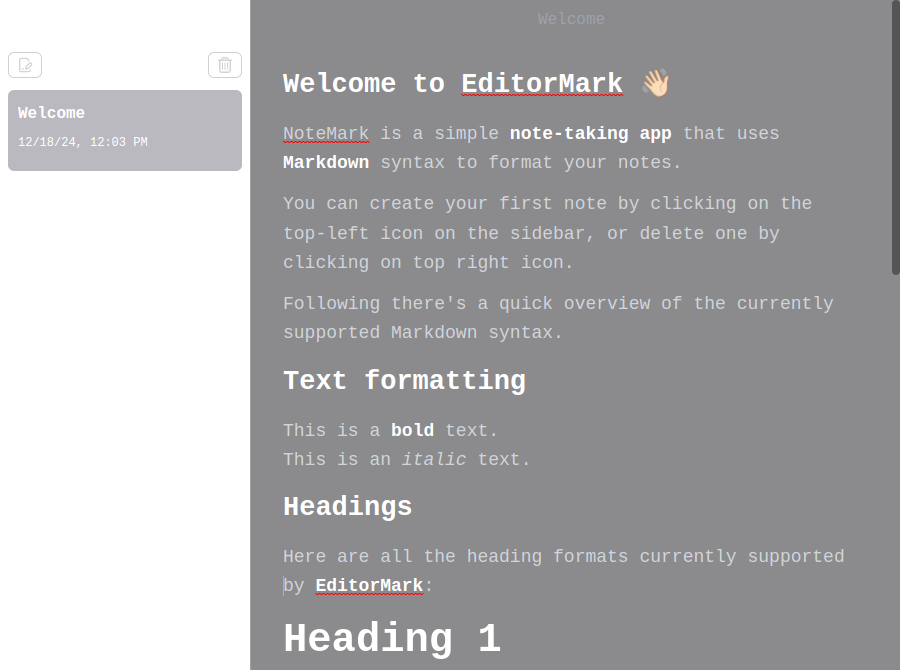 Welcome
Welcome
12/18/24, 12:03 PM
Welcome to EditorMark 👋🏻
NoteMark is a simple note-taking app that uses
Markdown syntax to format your notes.
You can create your first note by clicking on the
top-left icon on the sidebar, or delete one by
clicking on top right icon.
Following there's a quick overview of the currently
supported Markdown syntax.
Text formatting
This is a bold text.
This is an italic text.
Headings
Here are all the heading formats currently supported
by EditorMark:
Heading 1